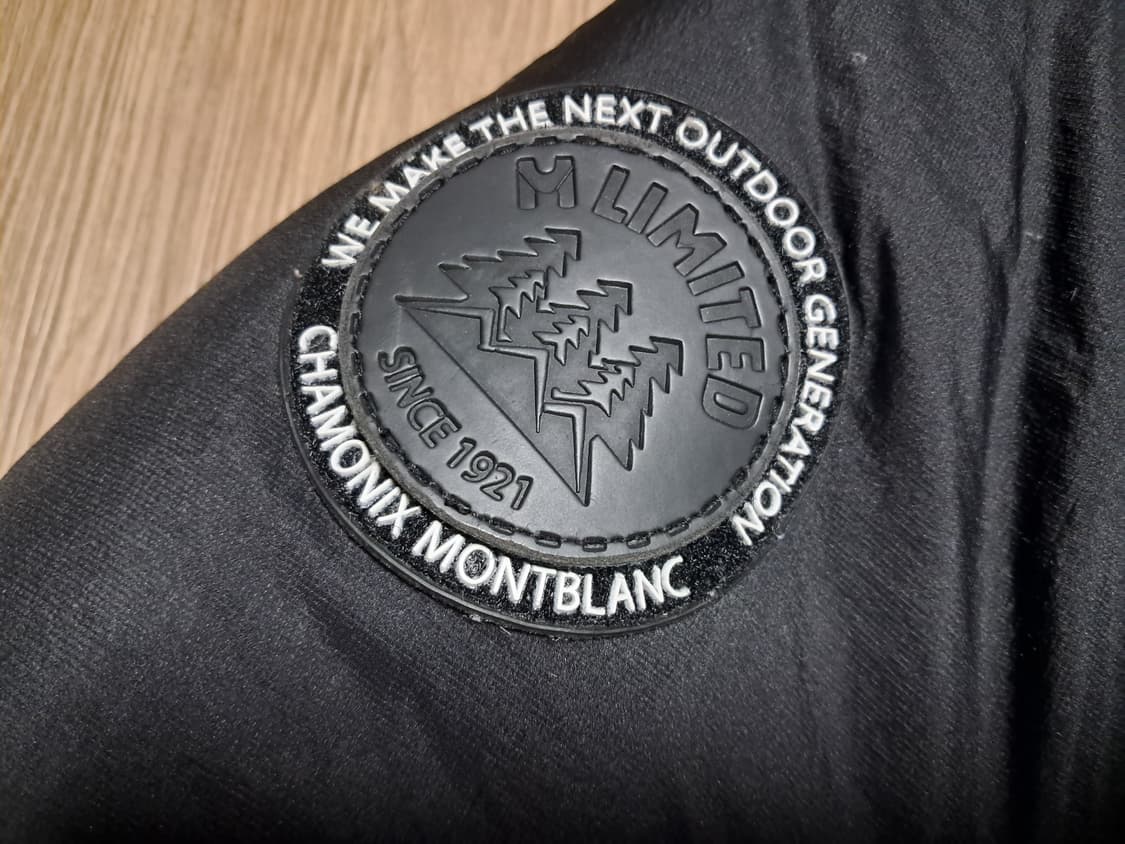 WE MAKE THE NEXT OUTDOOR GENERATION
M LIMITED
SINCE 1921
CHAMONIX MONTBLANC